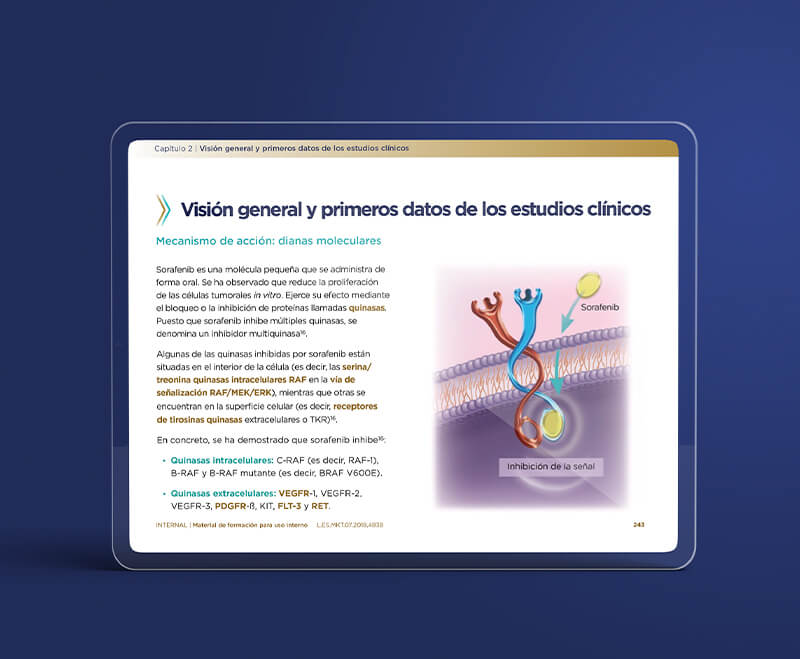 Capítulo 2 | Visión general y primeros datos de los estudios clínicos
Visión general y primeros datos de los estudios clínicos
Mecanismo de acción: dianas moleculares
Sorafenib es una molécula pequeña que se administra de
forma oral. Se ha observado que reduce la proliferación
de las células tumorales in vitro. Ejerce su efecto mediante
el bloqueo o la inhibición de proteínas llamadas quinasas.
Puesto que sorafenib inhibe múltiples quinasas, se
denomina un inhibidor multiquinasa¹⁶.
Algunas de las quinasas inhibidas por sorafenib están
situadas en el interior de la célula (es decir, las serina/
treonina quinasas intracelulares RAF en la vía de
señalización RAF/MEK/ERK), mientras que otras se
encuentran en la superficie celular (es decir, receptores
de tirosinas quinasas extracelulares o TKR)¹⁶.
En concreto, se ha demostrado que sorafenib inhibe¹⁶:
• Quinasas intracelulares: C-RAF (es decir, RAF-1),
B-RAF y B-RAF mutante (es decir, BRAF V600E).
• Quinasas extracelulares: VEGFR-1, VEGFR-2,
VEGFR-3, PDGFR-ß, KIT, FLT-3 y RET.
Sorafenib
Inhibición de la señal
INTERNAL | Material de formación para uso interno L.ES.MKT.07.2019.4938
243